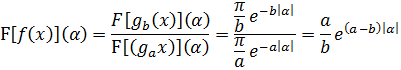 F[f(x)](α) = F[g_b(x)](α) / F[(g_a x)](α) = (π/b e^{-b|α|}) / (π/a e^{-a|α|}) = a/b e^{(a-b)|α|}